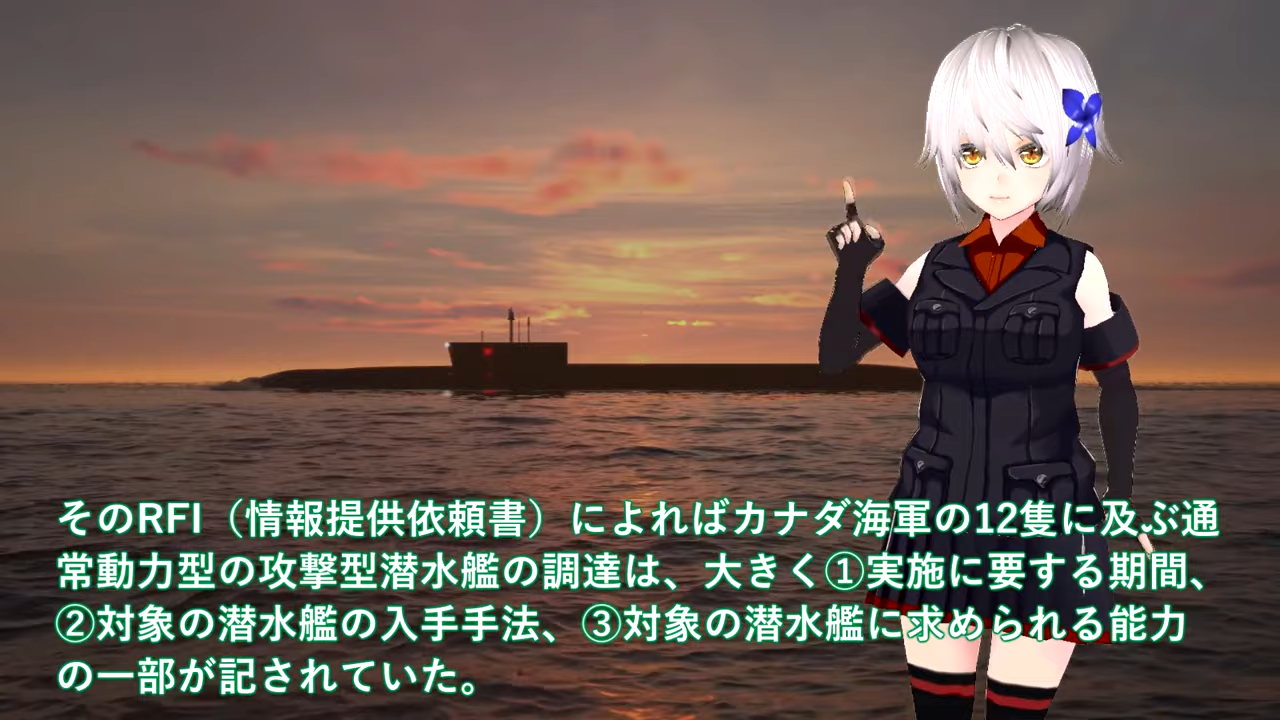 そのRFI（情報提供依頼書）によればカナダ海軍の12隻に及ぶ通
常動力型の攻撃型潜水艦の調達は、大きく①実施に要する期間、
②対象の潜水艦の入手手法、③対象の潜水艦に求められる能力
の一部が記されていた。